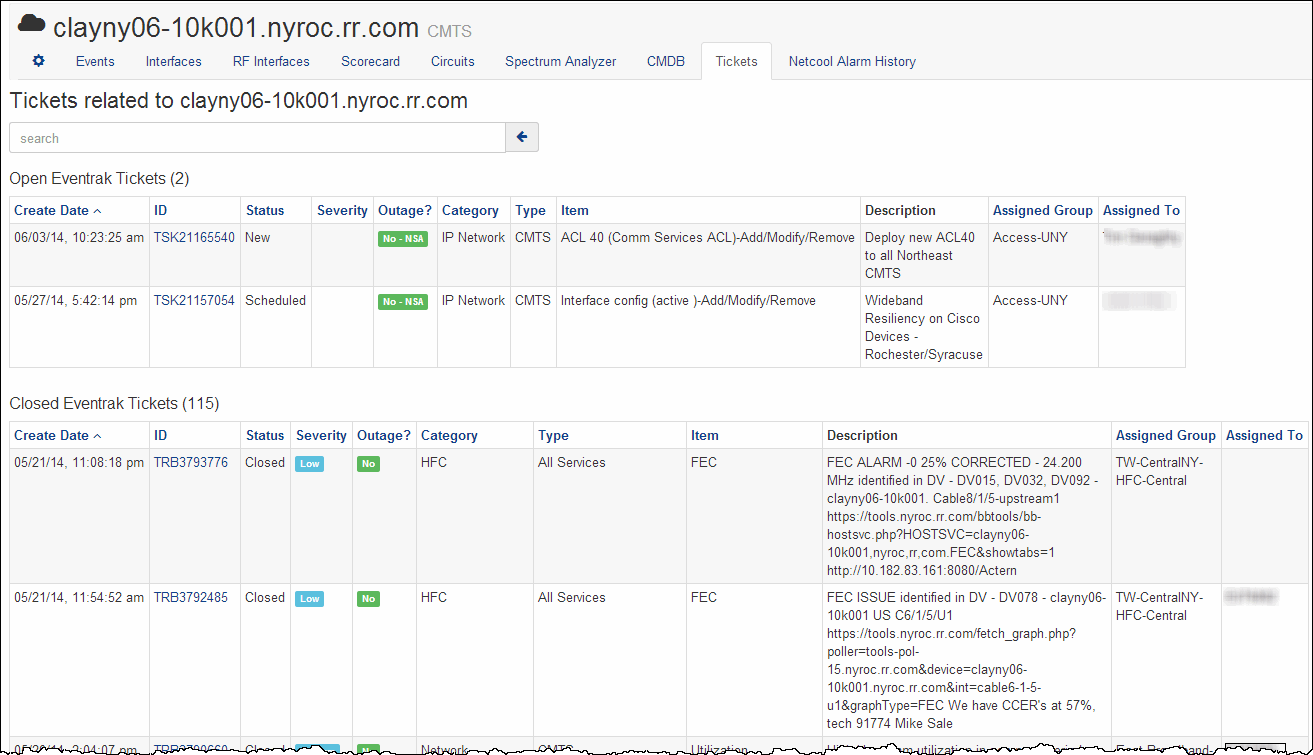 clayny06-10k001.nyroc.rr.com CMTS
Events Interfaces RF Interfaces Scorecard Circuits Spectrum Analyzer CMDB Tickets Netcool Alarm History
Tickets related to clayny06-10k001.nyroc.rr.com
search
Open Eventrak Tickets (2)
Create Date ID Status Severity Outage? Category Type Item Description Assigned Group Assigned To
06/03/14, 10:23:25 am TSK21165540 New No - NSA IP Network CMTS ACL 40 (Comm Services ACL)-Add/Modify/Remove Deploy new ACL40 Access-UNY
to all Northeast
CMTS
05/27/14, 5:42:14 pm TSK21157054 Scheduled No - NSA IP Network CMTS Interface config (active )-Add/Modify/Remove Wideband Access-UNY
Resiliency on Cisco
Devices -
Rochester/Syracuse
Closed Eventrak Tickets (115)
Create Date ID Status Severity Outage? Category Type Item Description Assigned Group Assigned To
05/21/14, 11:08:18 pm TRB3793776 Closed Low No HFC All Services FEC FEC ALARM -0 25% CORRECTED - 24.200 TW-CentralNY-
MHz identified in DV - DV015, DV032, DV092 - HFC-Central
clayny06-10k001. Cable8/1/5-upstream1
https://tools.nyroc.rr.com/bbtools/bb-
hostsvc.php?HOSTSVC=clayny06-
10k001,nyroc,rr,com.FEC&showtabs=1
http://10.182.83.161:8080/Actern
05/21/14, 11:54:52 am TRB3792485 Closed Low No HFC All Services FEC FEC ISSUE identified in DV - DV078 - clayny06- TW-CentralNY-
10k001 US C6/1/5/U1 HFC-Central
https://tools.nyroc.rr.com/fetch_graph.php?
poller=tools-pol-
15.nyroc.rr.com&device=clayny06-
10k001.nyroc.rr.com&int=cable6-1-5-
u1&graphType=FEC We have CCER's at 57%,
tech 91774 Mike Sale